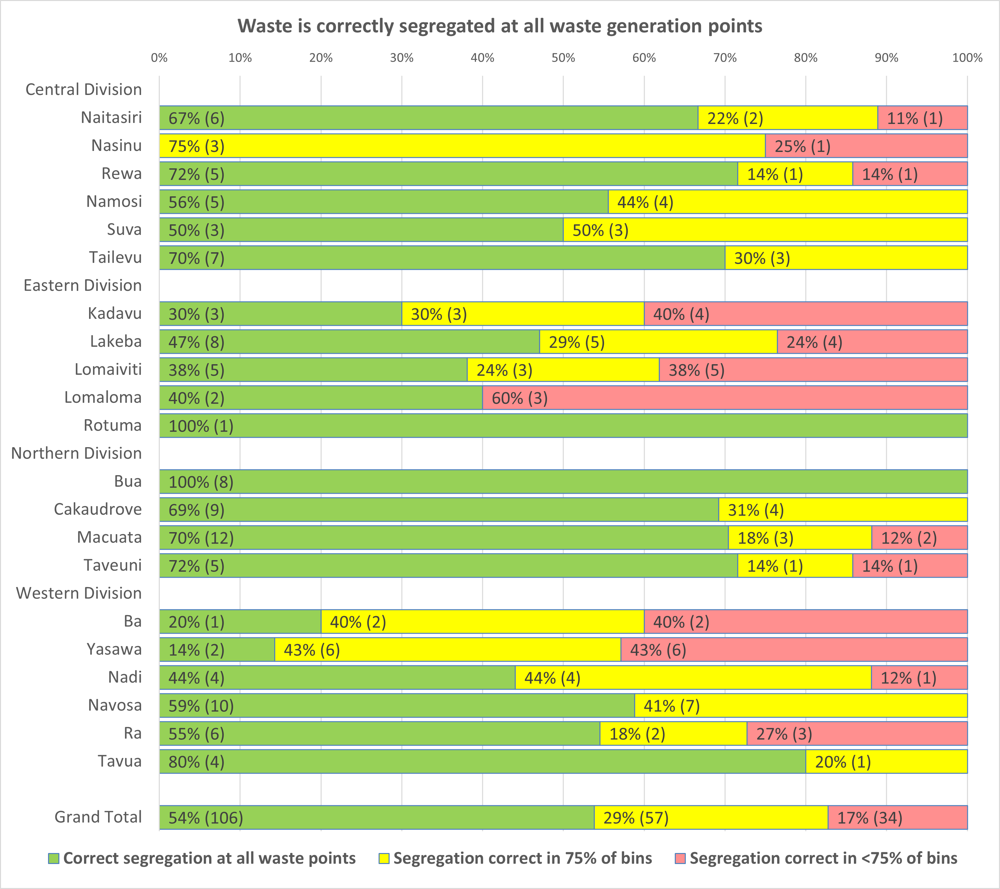 Waste is correctly segregated at all waste generation points
0% 10% 20% 30% 40% 50% 60% 70% 80% 90% 100%
Central Division
Naitasiri 67% (6) 22% (2) 11% (1)
Nasinu 75% (3) 25% (1)
Rewa 72% (5) 14% (1) 14% (1)
Namosi 56% (5) 44% (4)
Suva 50% (3) 50% (3)
Tailevu 70% (7) 30% (3)
Eastern Division
Kadavu 30% (3) 30% (3) 40% (4)
Lakeba 47% (8) 29% (5) 24% (4)
Lomaiviti 38% (5) 24% (3) 38% (5)
Lomaloma 40% (2) 60% (3)
Rotuma 100% (1)
Northern Division
Bua 100% (8)
Cakaudrove 69% (9) 31% (4)
Macuata 70% (12) 18% (3) 12% (2)
Taveuni 72% (5) 14% (1) 14% (1)
Western Division
Ba 20% (1) 40% (2) 40% (2)
Yasawa 14% (2) 43% (6) 43% (6)
Nadi 44% (4) 44% (4) 12% (1)
Navosa 59% (10) 41% (7)
Ra 55% (6) 18% (2) 27% (3)
Tavua 80% (4) 20% (1)
Grand Total 54% (106) 29% (57) 17% (34)
Correct segregation at all waste points Segregation correct in 75% of bins Segregation correct in <75% of bins